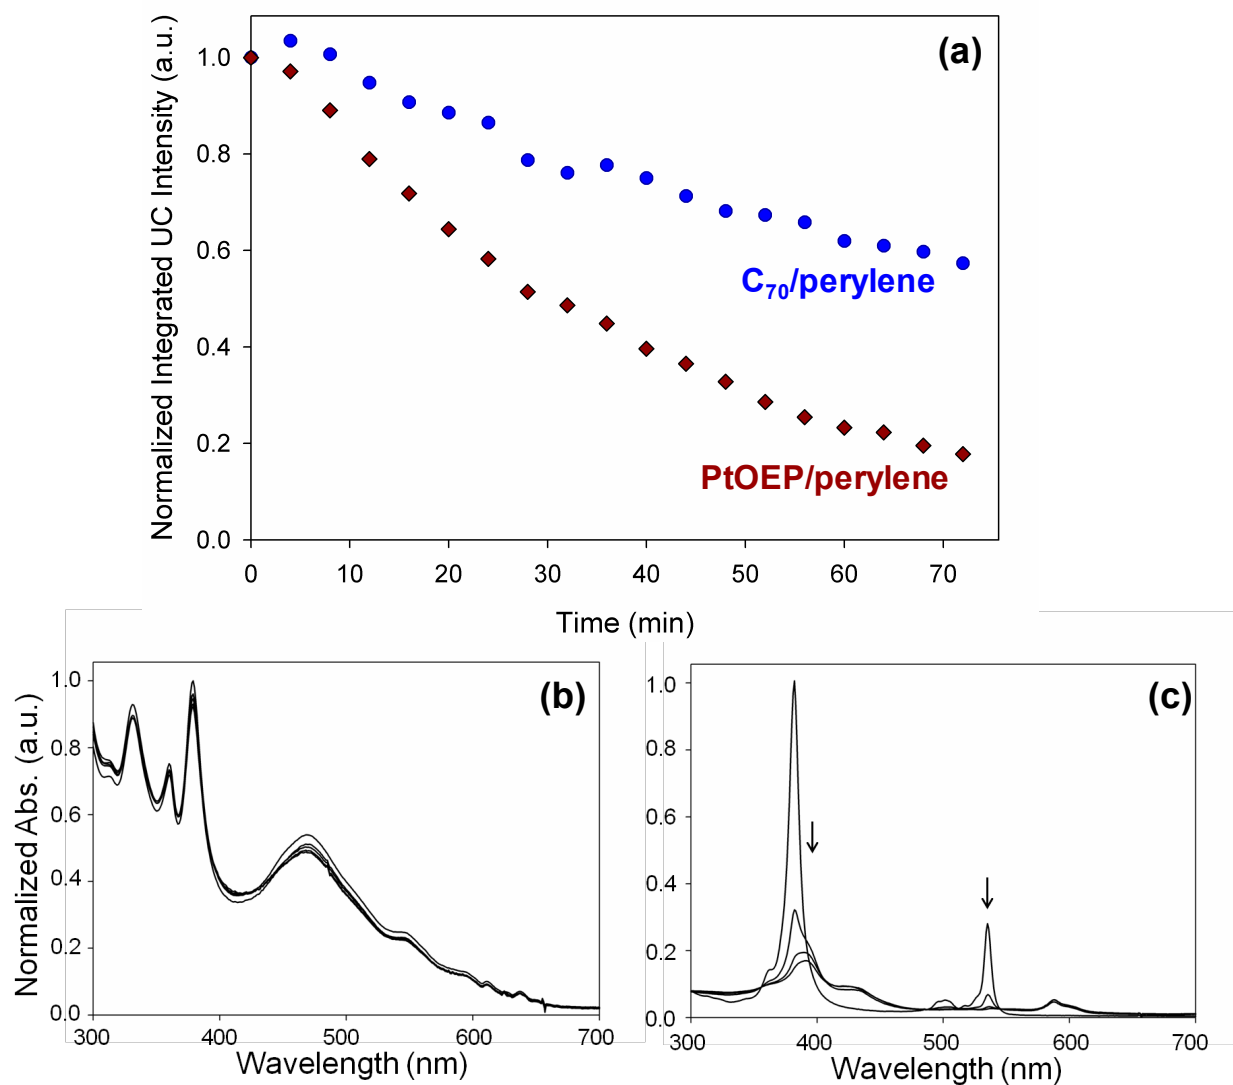 Normalized Integrated UC Intensity (a.u.)
(a)
1.0
0.8
0.6
0.4
0.2
0.0
C₇₀/perylene
PtOEP/perylene
0 10 20 30 40 50 60 70
Time (min)
Normalized Abs. (a.u.)
(b)
1.0
0.8
0.6
0.4
0.2
0.0
300 400 500 600 700
Wavelength (nm)
(c)
1.0
0.8
0.6
0.4
0.2
0.0
300 400 500 600 700
Wavelength (nm)